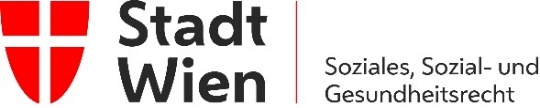 Stadt
Wien
Soziales, Sozial- und
Gesundheitsrecht